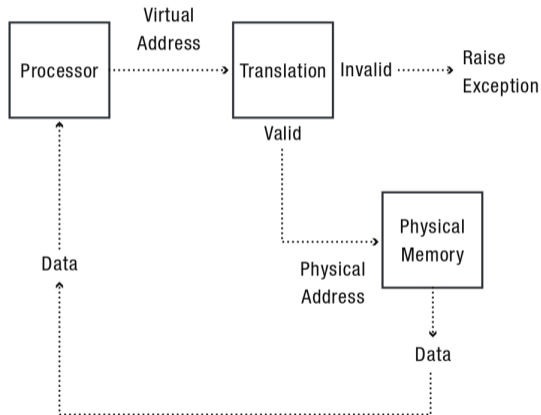 Virtual
Address
Processor
Translation
Invalid
Raise
Exception
Valid
Physical
Memory
Physical
Address
Data
Data